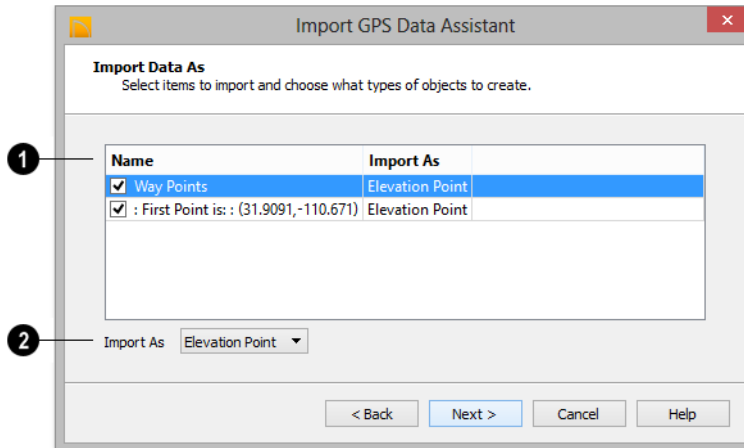 Import GPS Data Assistant
Import Data As
Select items to import and choose what types of objects to create.
1
Name Import As
Way Points Elevation Point
: First Point is: : (31.9091,-110.671) Elevation Point
2
Import As Elevation Point
< Back Next > Cancel Help